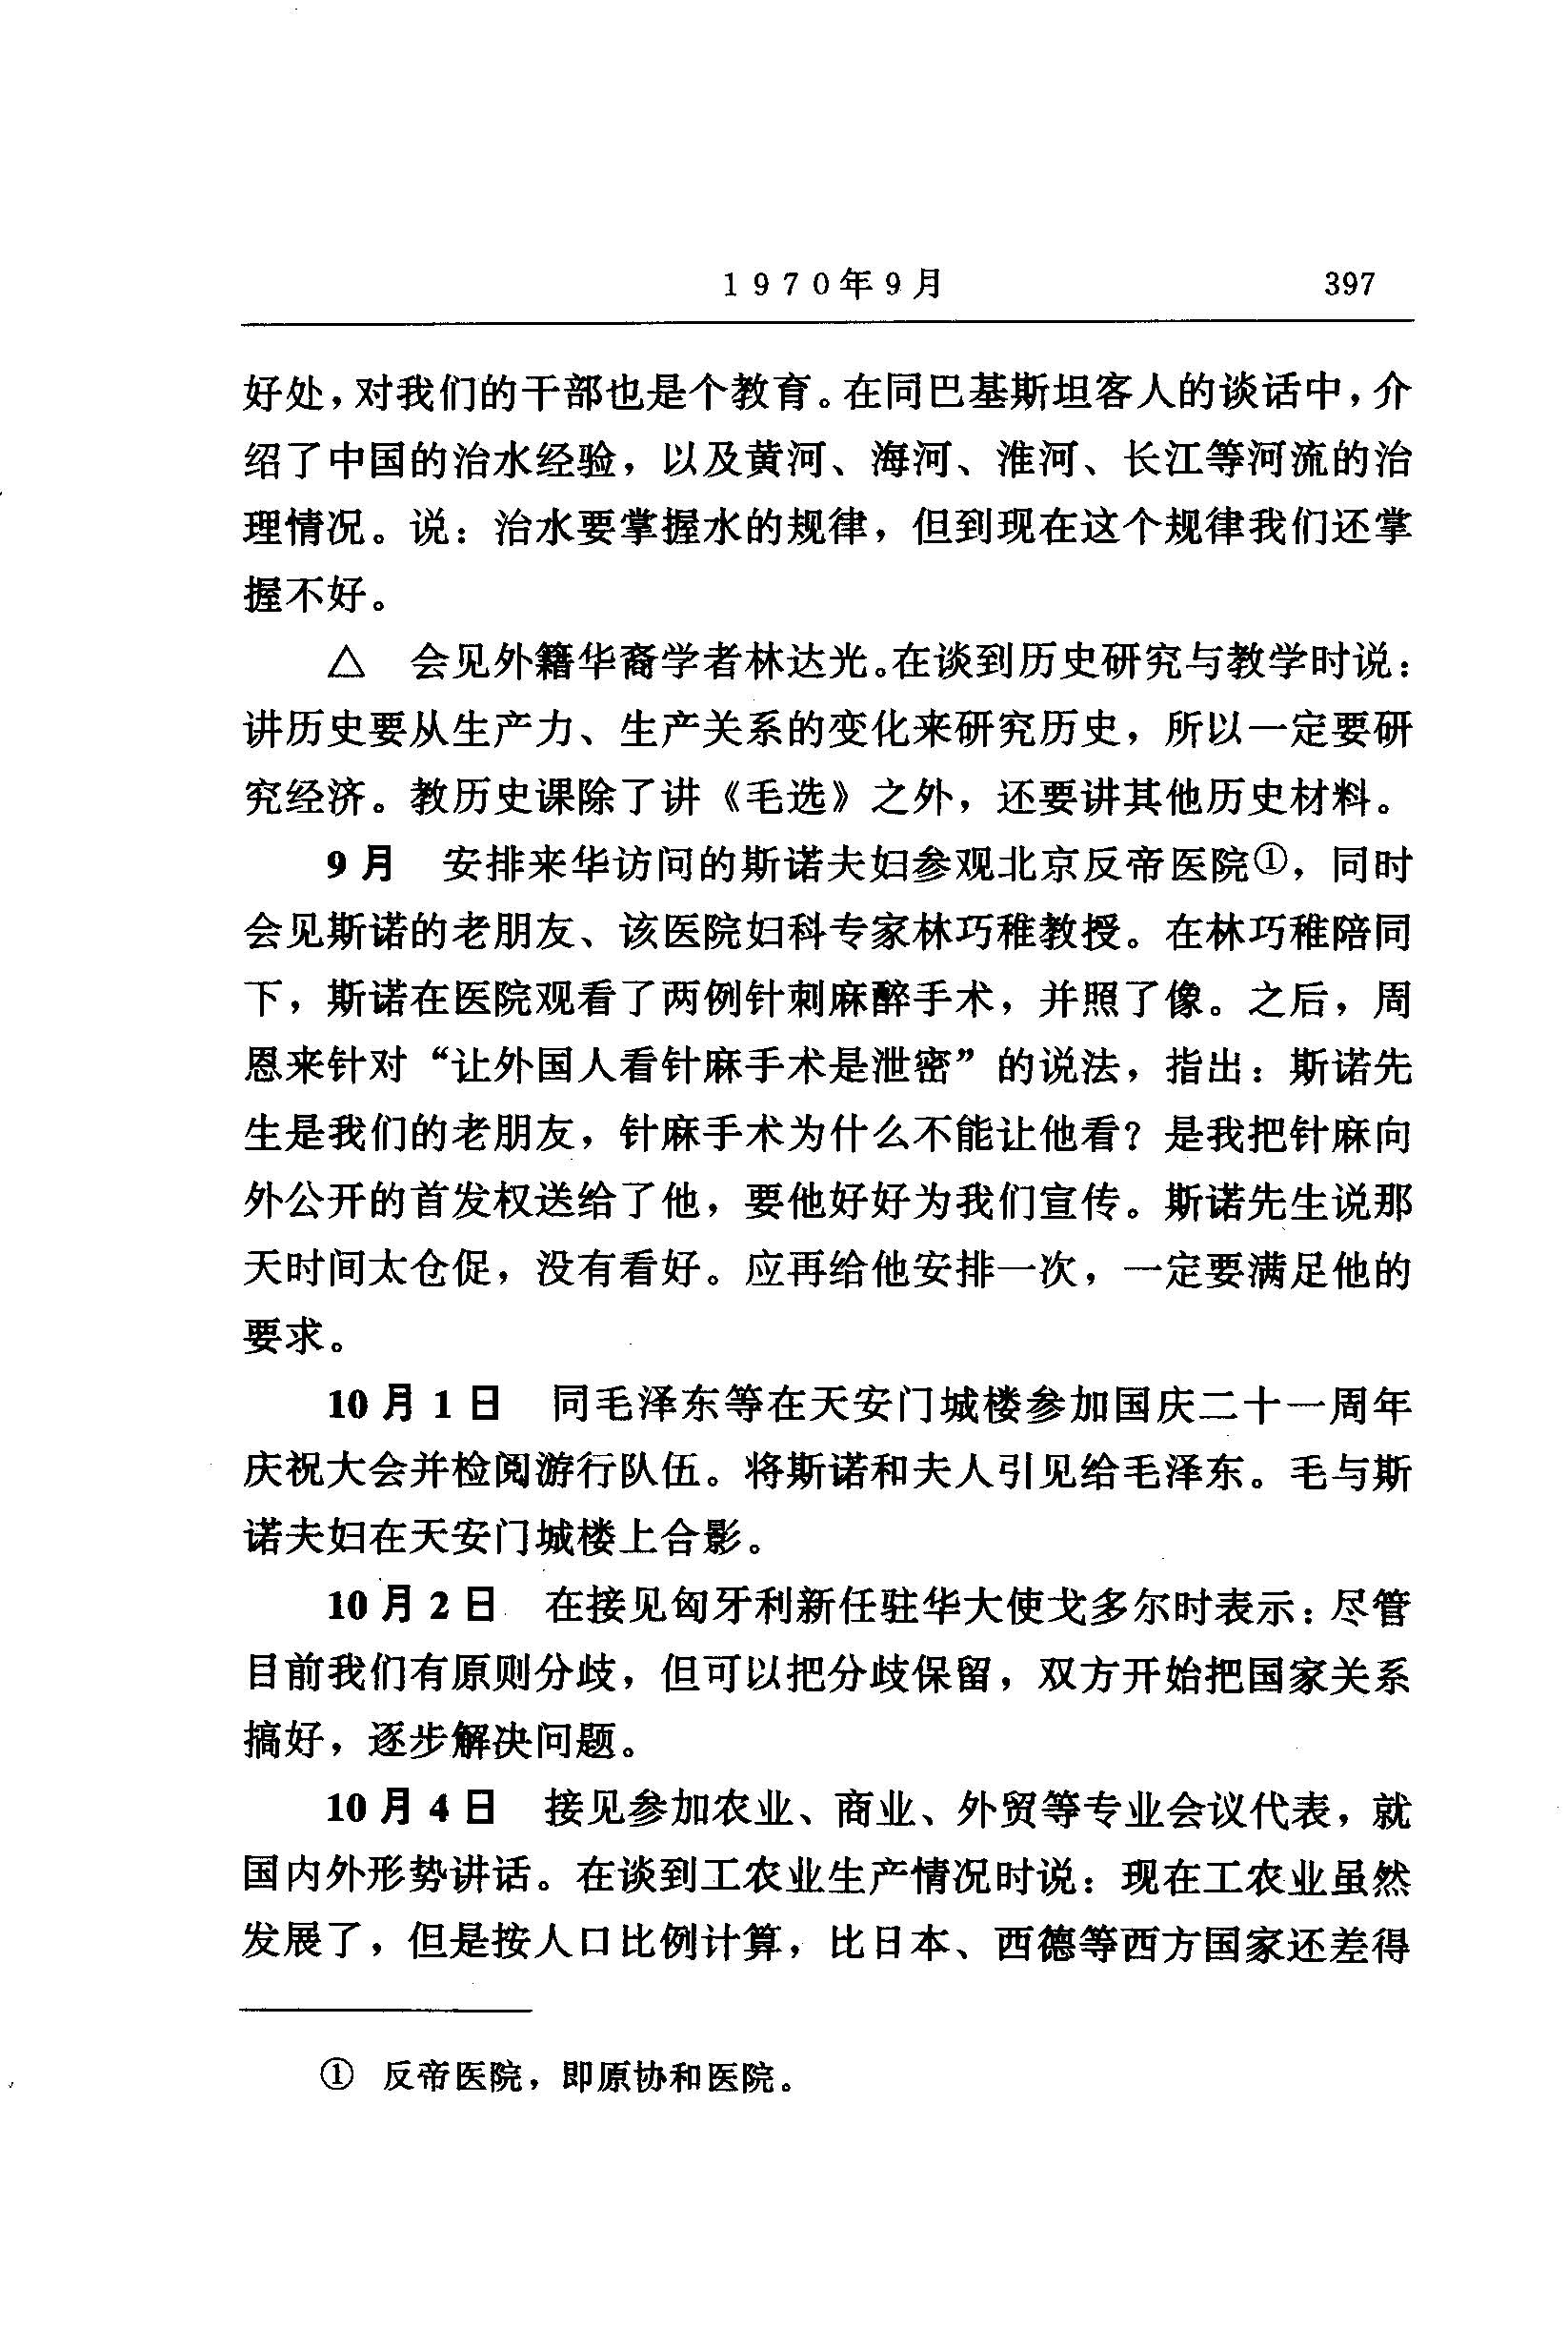 1970年9月 397
好处，对我们的干部也是个教育。在同巴基斯坦客人的谈话中，介
绍了中国的治水经验，以及黄河、海河、淮河、长江等河流的治
理情况。说：治水要掌握水的规律，但到现在这个规律我们还掌
握不好。
△ 会见外籍华裔学者林达光。在谈到历史研究与教学时说：
讲历史要从生产力、生产关系的变化来研究历史，所以一定要研
究经济。教历史课除了讲《毛选》之外，还要讲其他历史材料。
9月 安排来华访问的斯诺夫妇参观北京反帝医院①，同时
会见斯诺的老朋友、该医院妇科专家林巧稚教授。在林巧稚陪同
下，斯诺在医院观看了两例针刺麻醉手术，并照了像。之后，周
恩来针对“让外国人看针麻手术是泄密”的说法，指出：斯诺先
生是我们的老朋友，针麻手术为什么不能让他看？是我把针麻向
外公开的首发权送给了他，要他好好为我们宣传。斯诺先生说那
天时间太仓促，没有看好。应再给他安排一次，一定要满足他的
要求。
10月1日 同毛泽东等在天安门城楼参加国庆二十一周年
庆祝大会并检阅游行队伍。将斯诺和夫人引见给毛泽东。毛与斯
诺夫妇在天安门城楼上合影。
10月2日 在接见匈牙利新任驻华大使戈多尔时表示：尽管
目前我们有原则分歧，但可以把分歧保留，双方开始把国家关系
搞好，逐步解决问题。
10月4日 接见参加农业、商业、外贸等专业会议代表，就
国内外形势讲话。在谈到工农业生产情况时说：现在工农业虽然
发展了，但是按人口比例计算，比日本、西德等西方国家还差得
① 反帝医院，即原协和医院。